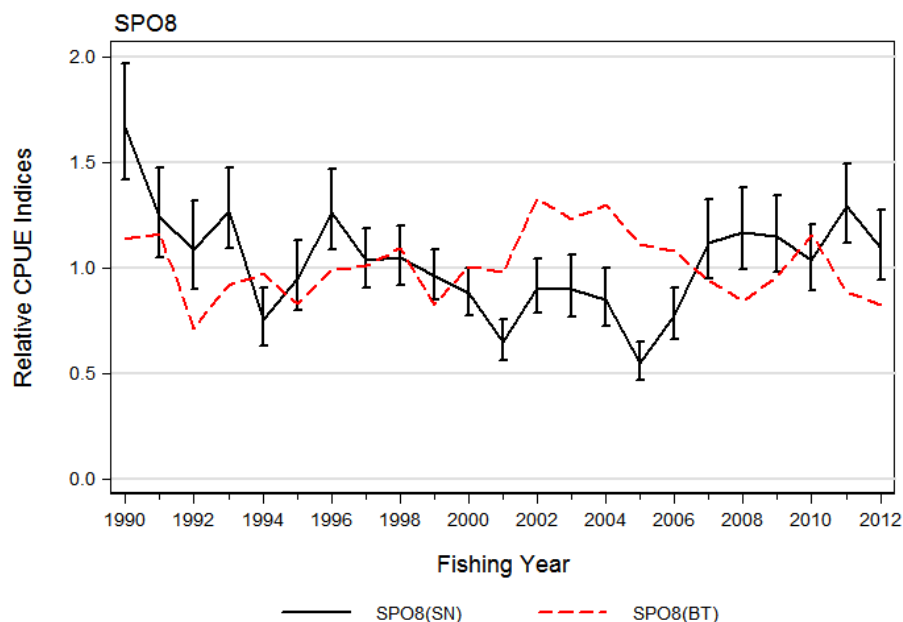 SPO8
2.0
1.5
1.0
0.5
0.0
Relative CPUE Indices
1990 1992 1994 1996 1998 2000 2002 2004 2006 2008 2010 2012
Fishing Year
SPO8(SN) SPO8(BT)